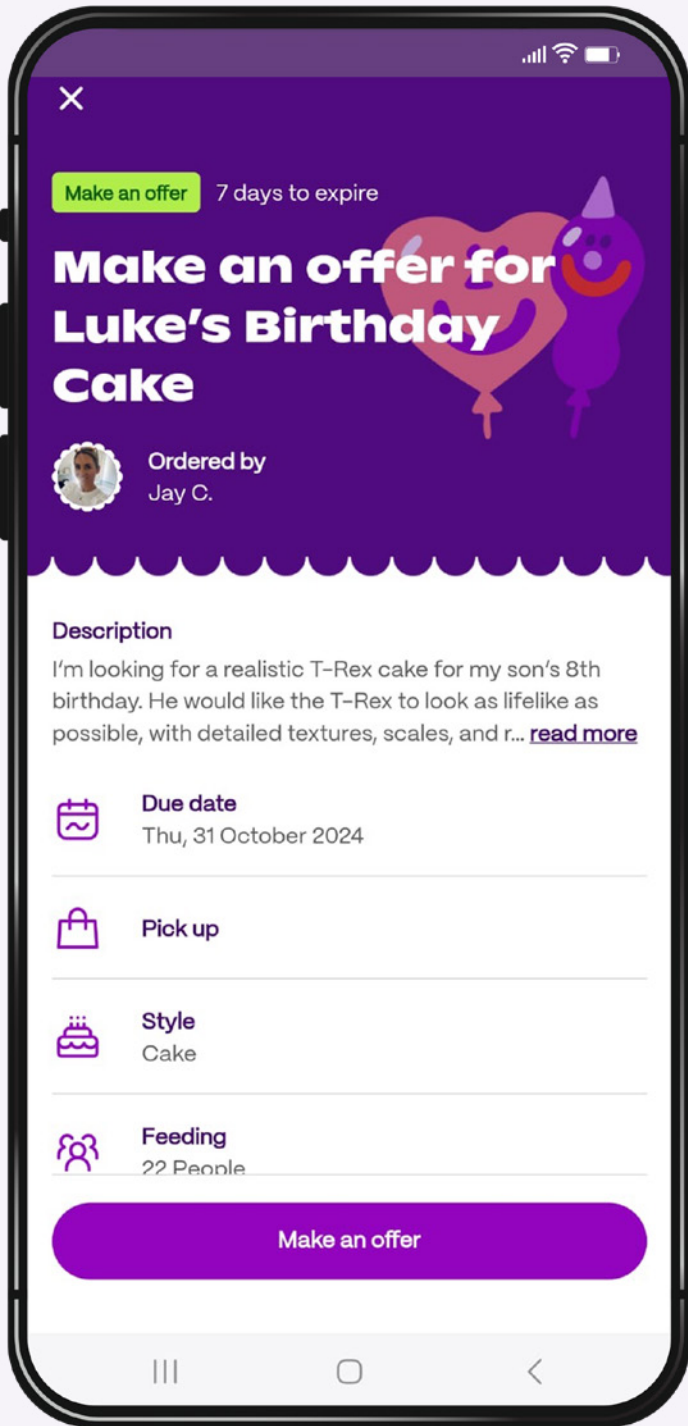 Make an offer 7 days to expire
Make an offer for
Luke's Birthday
Cake
Ordered by
Jay C.
Description
I'm looking for a realistic T-Rex cake for my son's 8th
birthday. He would like the T-Rex to look as lifelike as
possible, with detailed textures, scales, and r... read more
Due date
Thu, 31 October 2024
Pick up
Style
Cake
Feeding
22 People
Make an offer